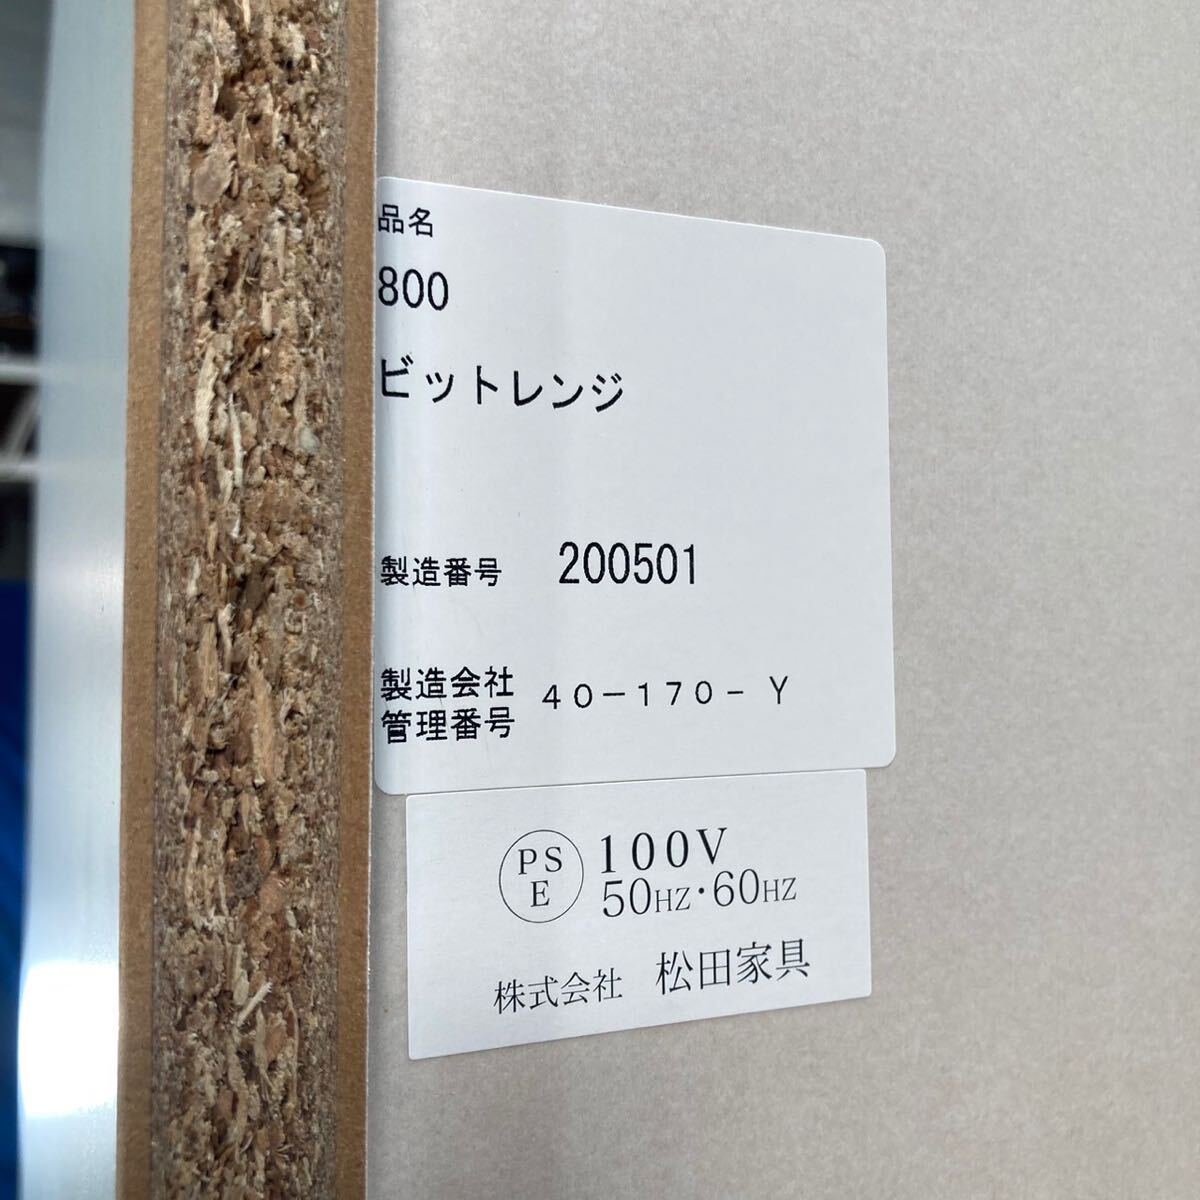 品名
800
ビットレンジ
製造番号 200501
製造会社 40-170-Y
管理番号
PS
E
100V
50HZ・60HZ
株式会社 松田家具